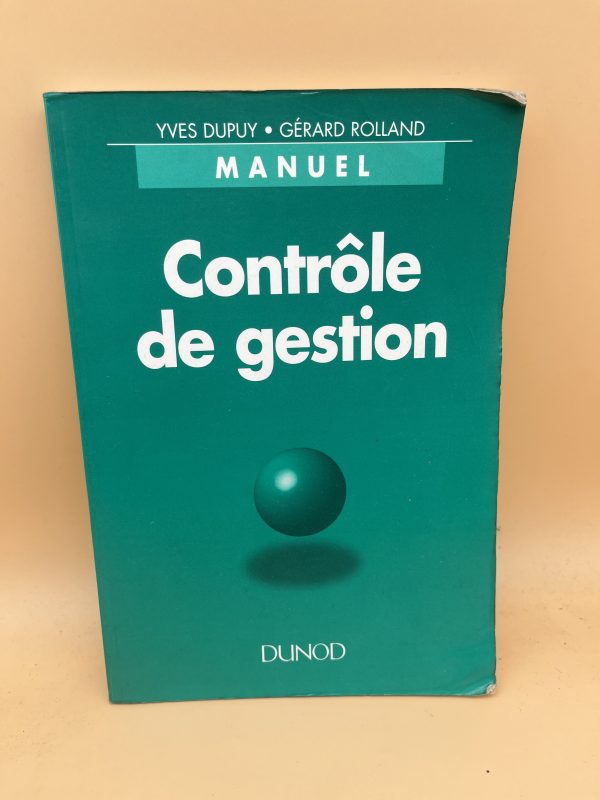 YVES DUPUY • GÉRARD ROLLAND
MANUEL
Contrôle
de gestion
DUNOD